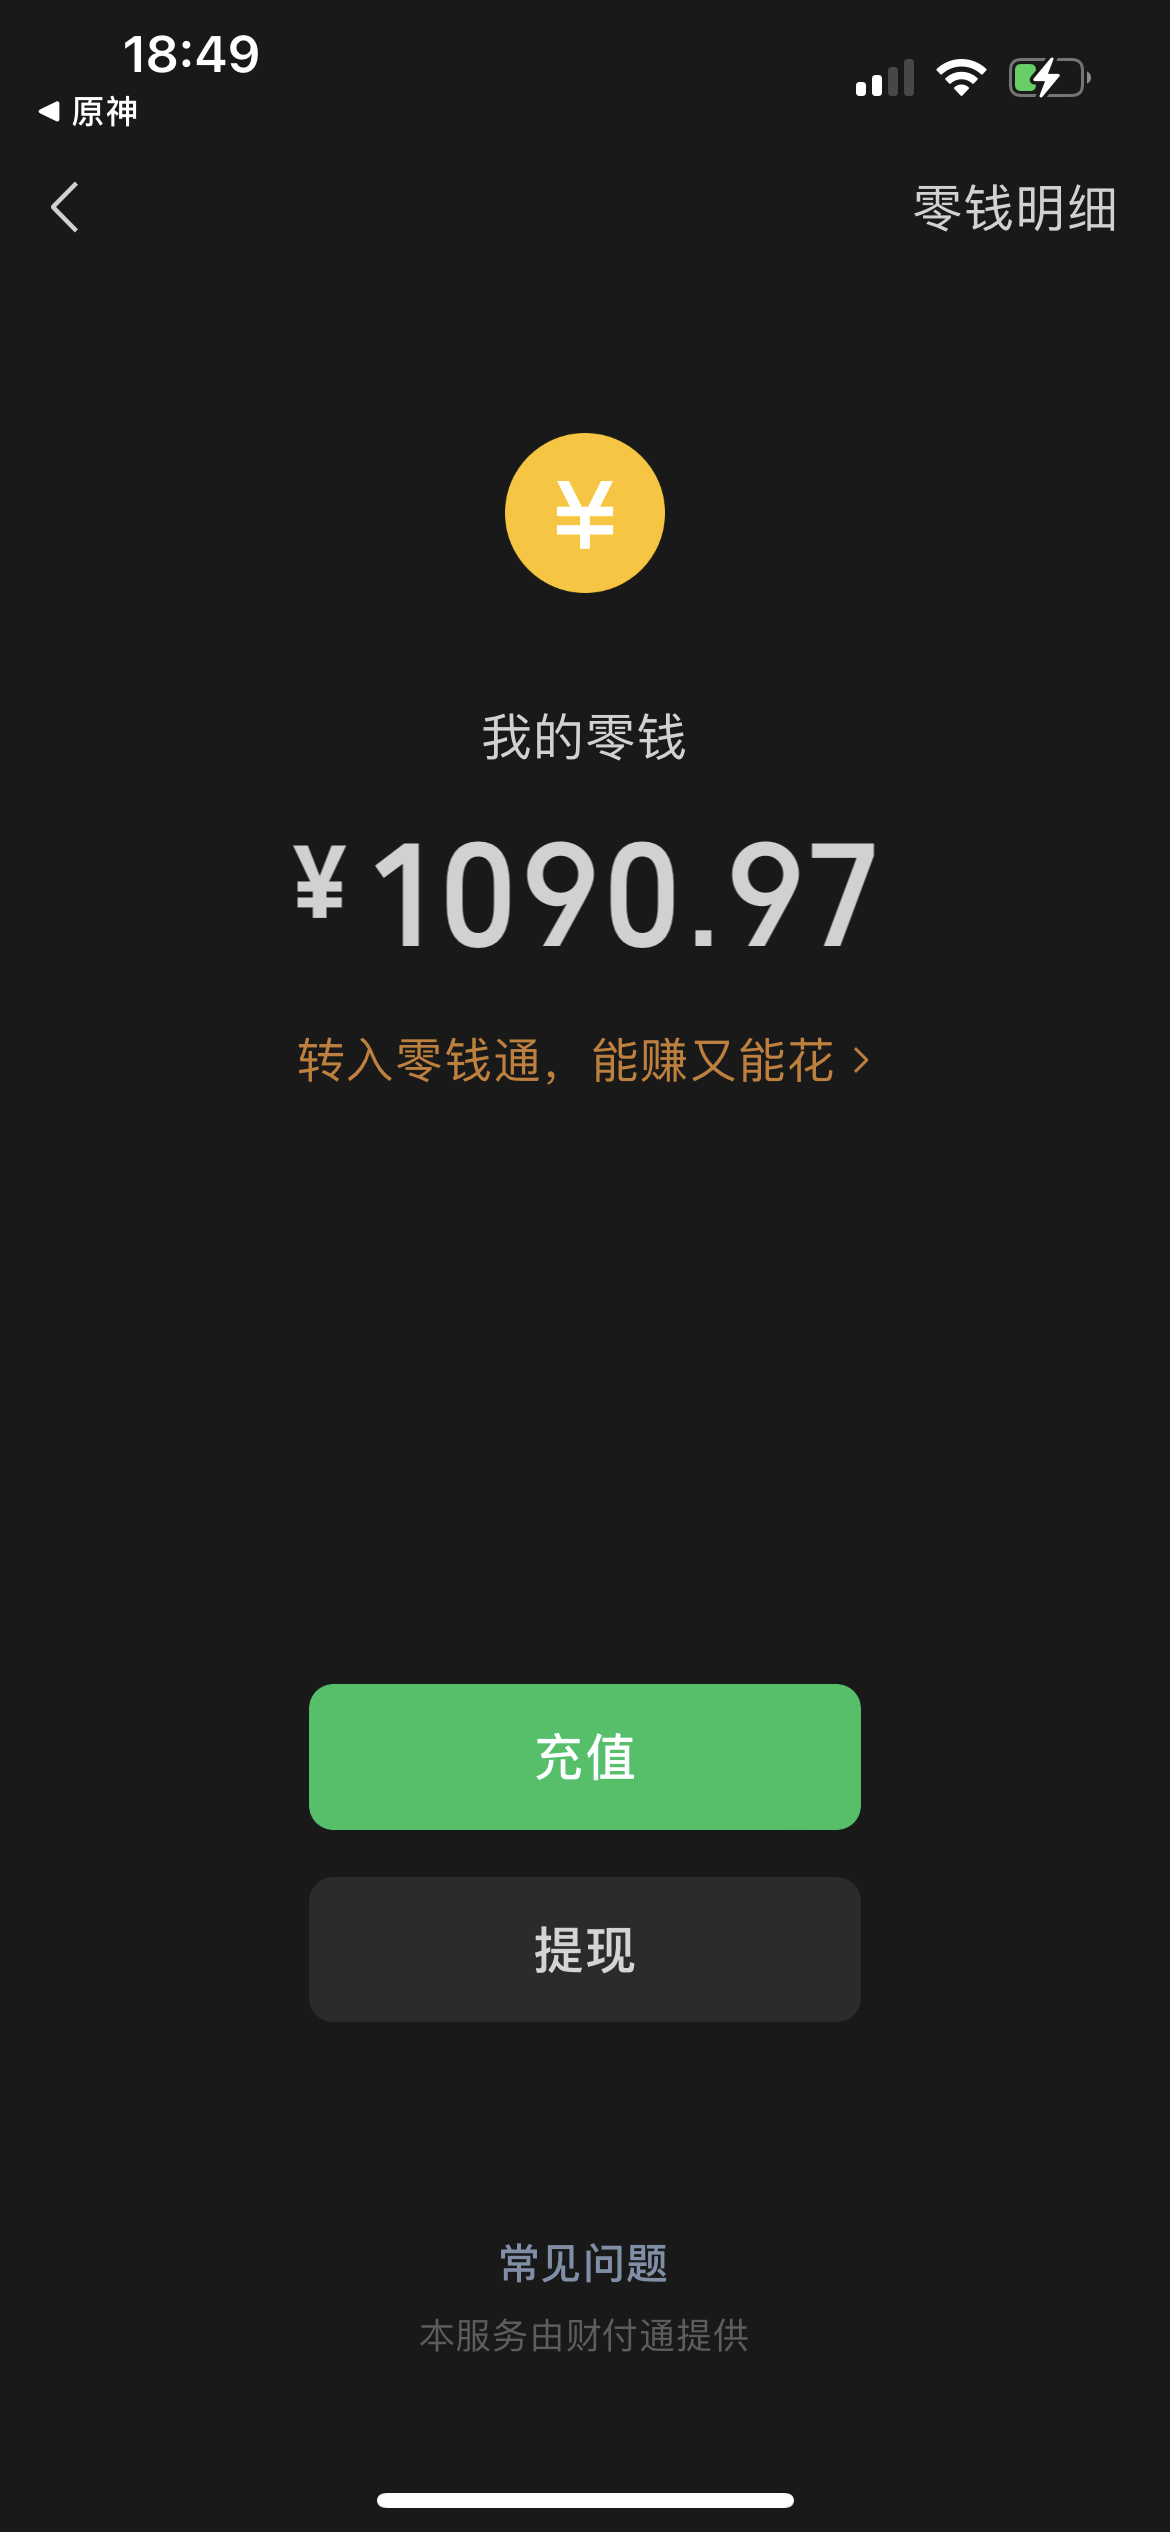 18:49
原神
零钱明细
¥
我的零钱
¥1090.97
转入零钱通，能赚又能花
充值
提现
常见问题
本服务由财付通提供